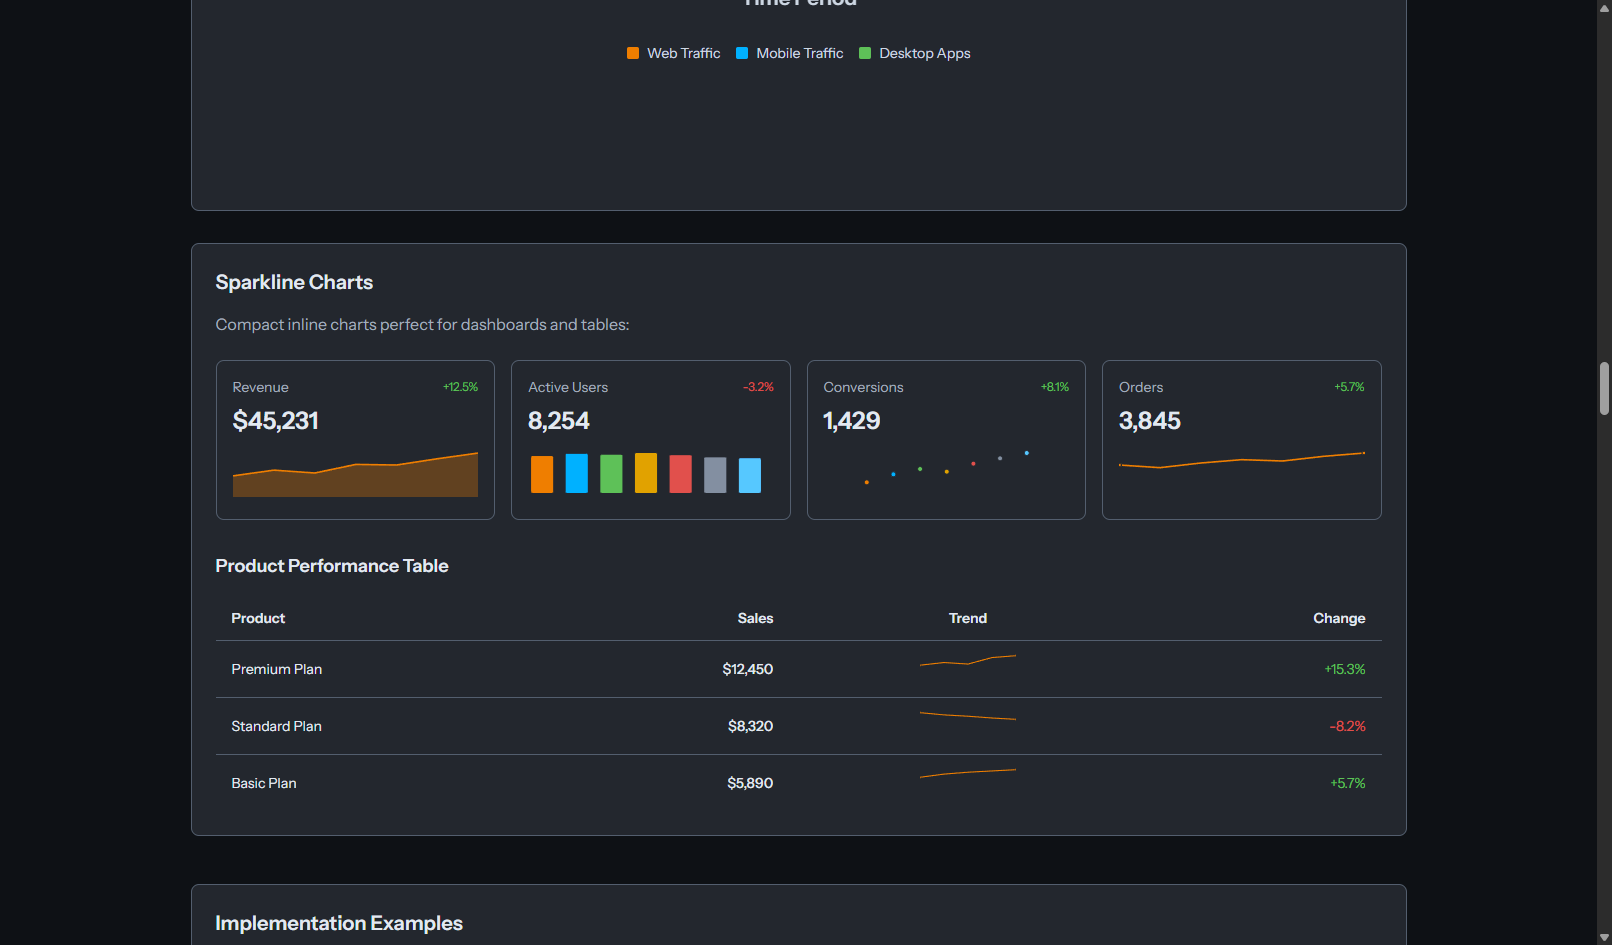 Time Period
Web Traffic Mobile Traffic Desktop Apps
Sparkline Charts
Compact inline charts perfect for dashboards and tables:
Revenue +12.5%
$45,231
Active Users -3.2%
8,254
Conversions +8.1%
1,429
Orders +5.7%
3,845
Product Performance Table
Product Sales Trend Change
Premium Plan $12,450 +15.3%
Standard Plan $8,320 -8.2%
Basic Plan $5,890 +5.7%
Implementation Examples